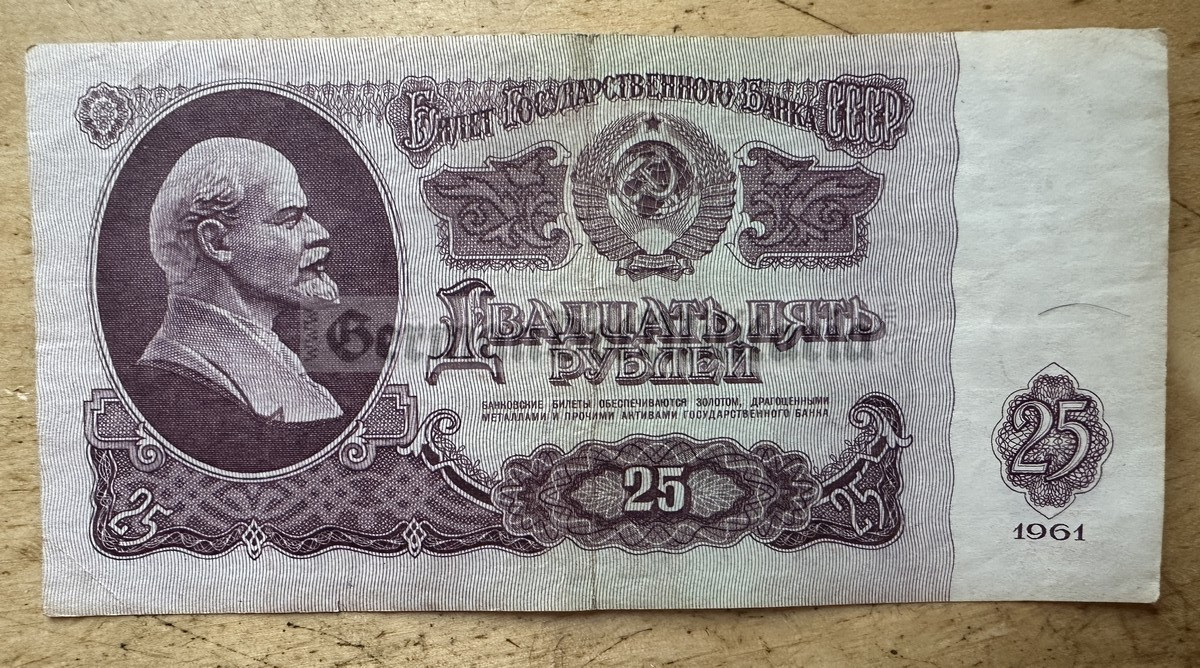 Билет Государственного Банка СССР
Двадцать пять
рублей
БАНКОВСКИЕ БИЛЕТЫ ОБЕСПЕЧИВАЮТСЯ ЗОЛОТОМ, ДРАГОЦЕННЫМИ
МЕТАЛЛАМИ И ПРОЧИМИ АКТИВАМИ ГОСУДАРСТВЕННОГО БАНКА
25
25
25
25
1961